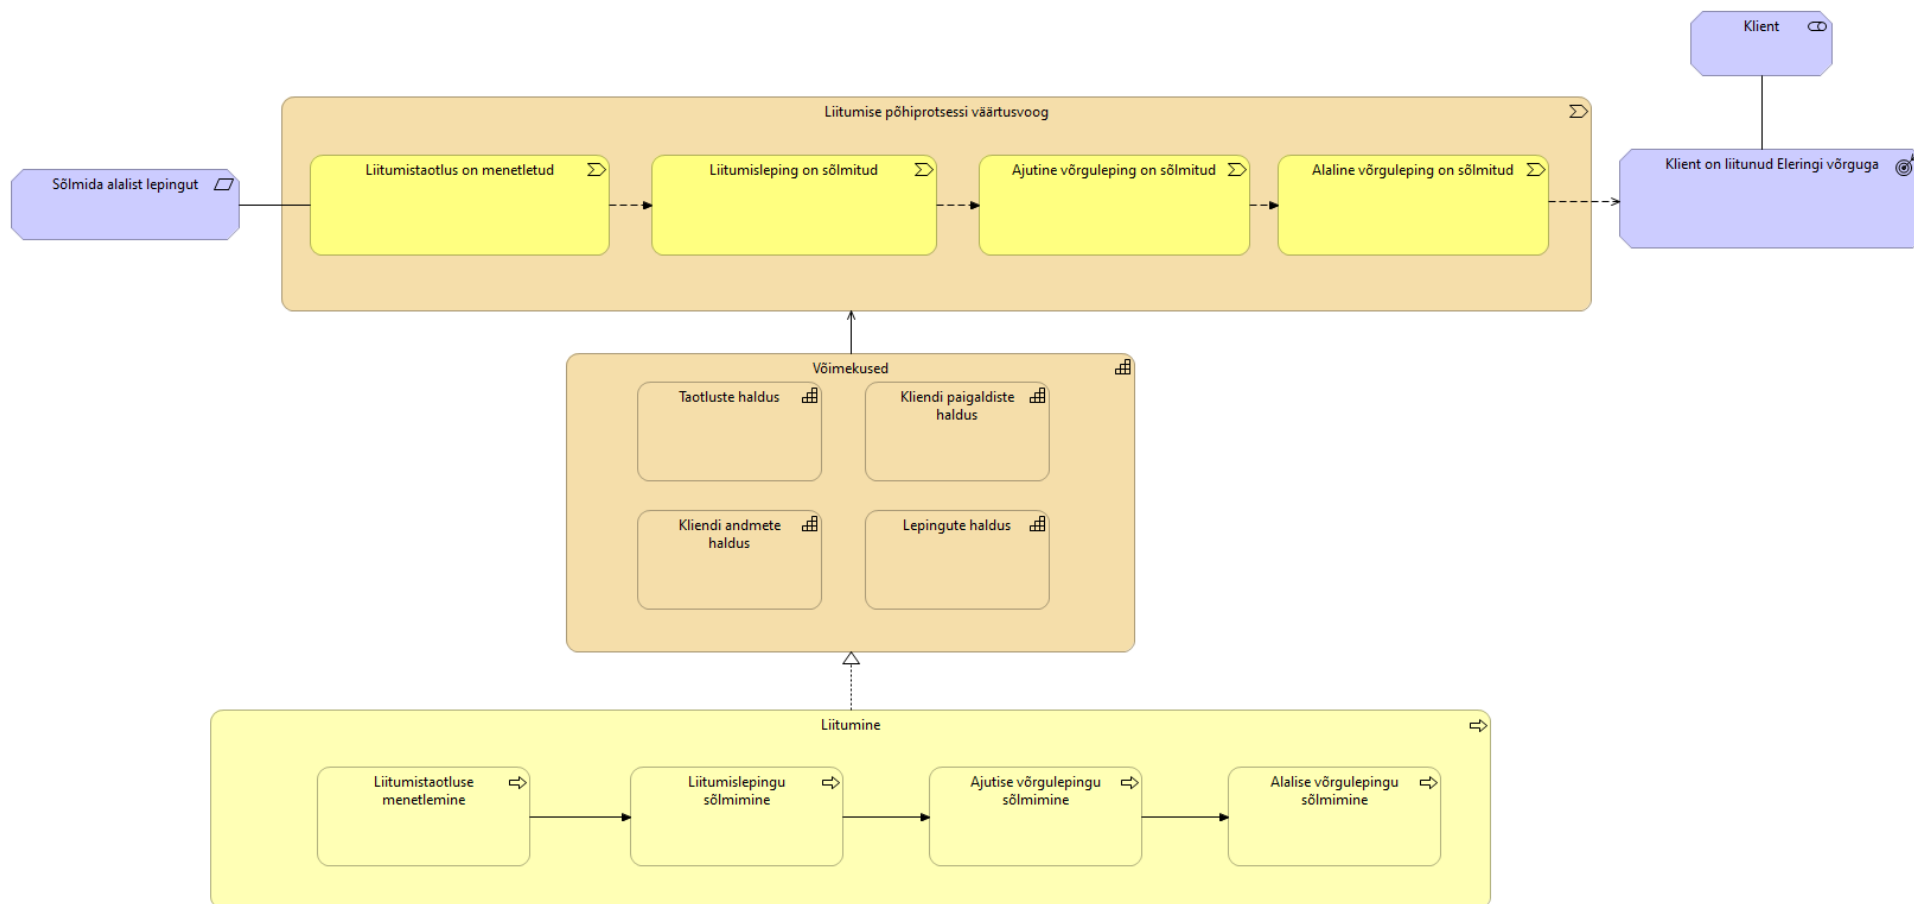 Klient
Liitumise põhiprotsessi väärtusvoog
Sõlmida alalist lepingut
Liitumistaotlus on menetletud
Liitumisleping on sõlmitud
Ajutine võrguleping on sõlmitud
Alaline võrguleping on sõlmitud
Klient on liitunud Eleringi võrguga
Võimekused
Taotluste haldus
Kliendi paigaldiste
haldus
Kliendi andmete
haldus
Lepingute haldus
Liitumine
Liitumistaotluse
menetlemine
Liitumislepingu
sõlmimine
Ajutise võrgulepingu
sõlmimine
Alalise võrgulepingu
sõlmimine